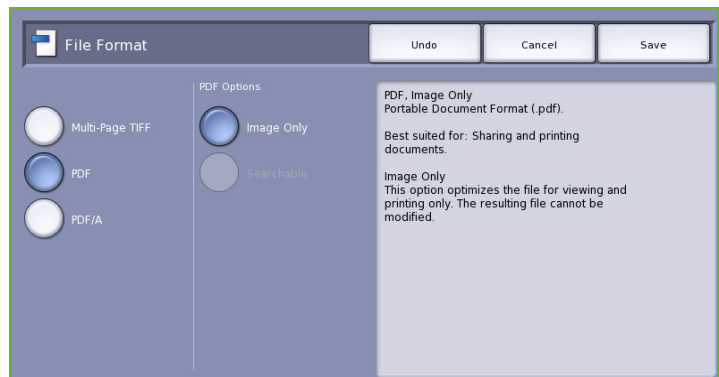 File Format
Undo
Cancel
Save
Multi-Page TIFF
PDF
PDF/A
PDF Options
Image Only
Searchable
PDF, Image Only
Portable Document Format (.pdf).
Best suited for: Sharing and printing
documents.
Image Only
This option optimizes the file for viewing and
printing only. The resulting file cannot be
modified.